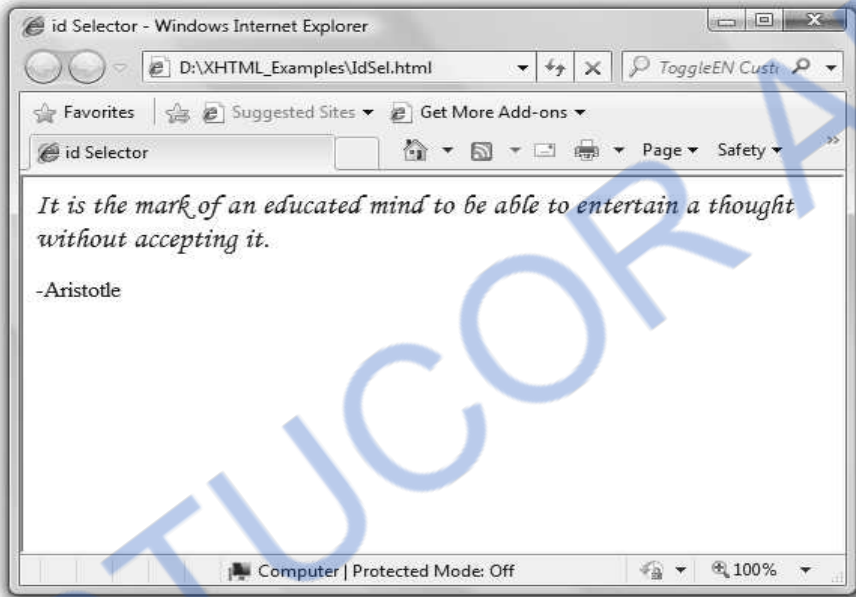 id Selector - Windows Internet Explorer
D:\XHTML_Examples\IdSel.html
ToggleEN Cust
Favorites Suggested Sites Get More Add-ons
id Selector Page Safety »
It is the mark of an educated mind to be able to entertain a thought
without accepting it.
-Aristotle
Computer | Protected Mode: Off 100%
STUCOR A